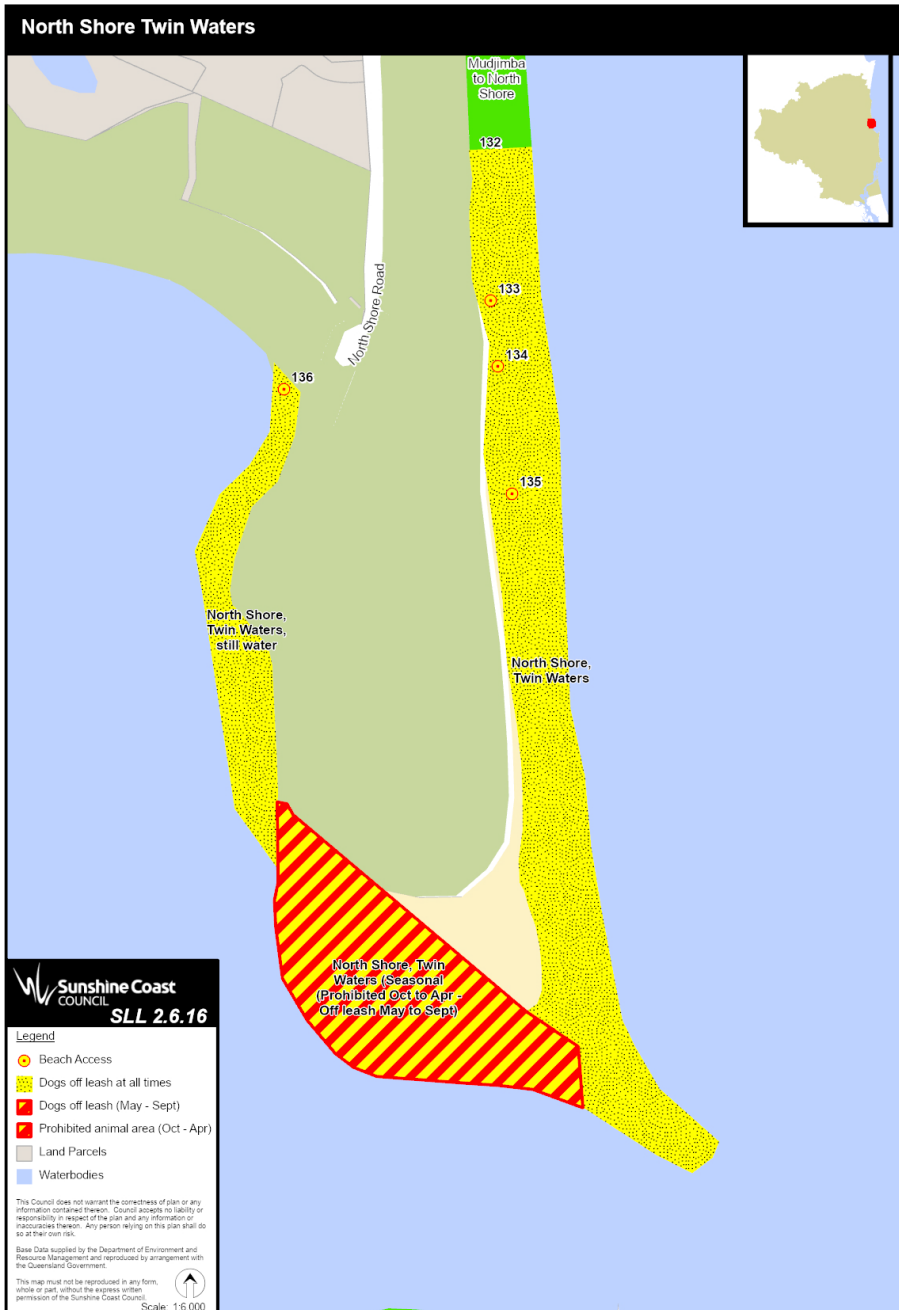 North Shore Twin Waters
Mudjimba
to North
Shore
132
133
134
North Shore Road
136
135
North Shore,
Twin Waters,
still water
North Shore,
Twin Waters
North Shore, Twin
Waters (Seasonal
(Prohibited Oct to Apr -
Off leash May to Sept)
Sunshine Coast
COUNCIL
SLL 2.6.16
Legend
Beach Access
Dogs off leash at all times
Dogs off leash (May - Sept)
Prohibited animal area (Oct - Apr)
Land Parcels
Waterbodies
This Council does not warrant the correctness of plan or any
information contained thereon. Council accepts no liability or
responsibility in respect of the plan and any information or
inaccuracies thereon. Any person relying on this plan shall do
so at their own risk.
Base Data supplied by the Department of Environment and
Resource Management and reproduced by arrangement with
the Queensland Government.
This map must not be reproduced in any form,
whole or part, without the express written
permission of the Sunshine Coast Council.
Scale: 1:6 000